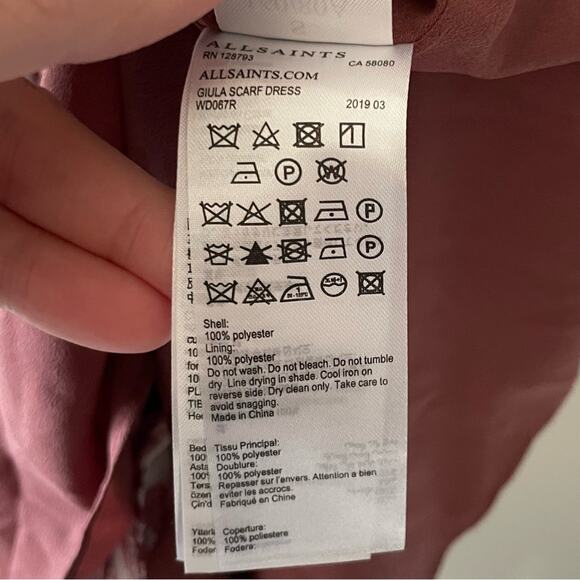 S
ALLSAINTS
RN 128793
CA 58080
ALLSAINTS.COM
GIULA SCARF DRESS
WD067R
2019 03
P
W
P
P
Shell:
100% polyester
Lining:
100% polyester
Do not wash. Do not bleach. Do not tumble
dry. Line drying in shade. Cool iron on
reverse side. Dry clean only. Take care to
avoid snagging.
Made in China
Tissu Principal:
100% polyester
Doublure:
100% polyester
Repasser sur l'envers. Attention a bien
eviter les accrocs.
Fabriqué en Chine
Copertura:
100% poliestere
Fodera: